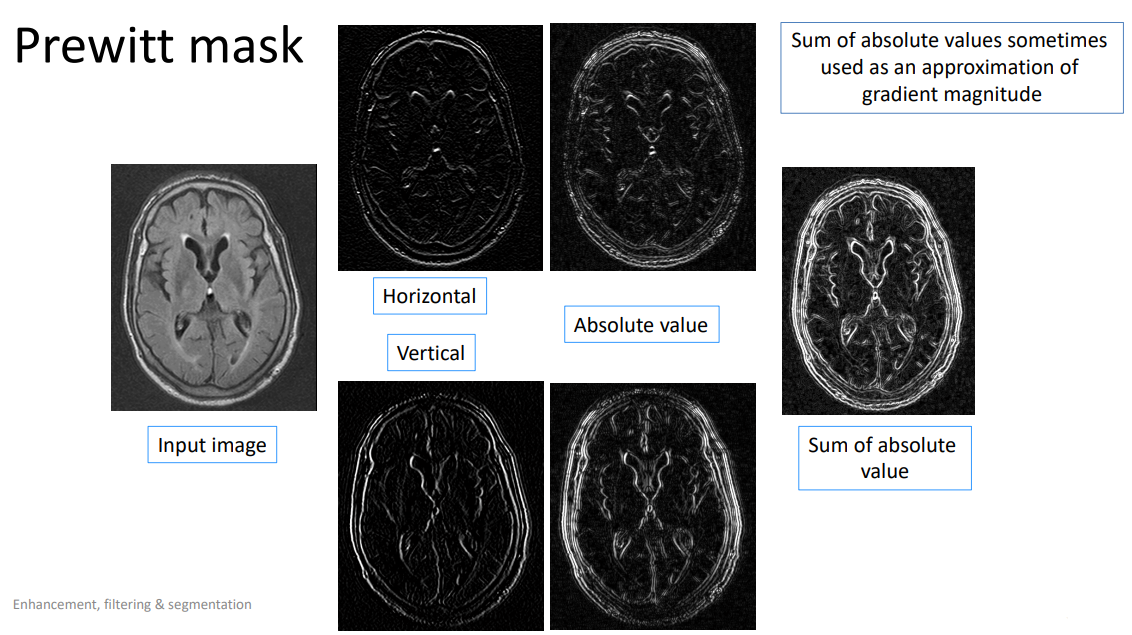 Prewitt mask
Sum of absolute values sometimes
used as an approximation of
gradient magnitude
Horizontal
Absolute value
Vertical
Input image
Sum of absolute
value
Enhancement, filtering & segmentation